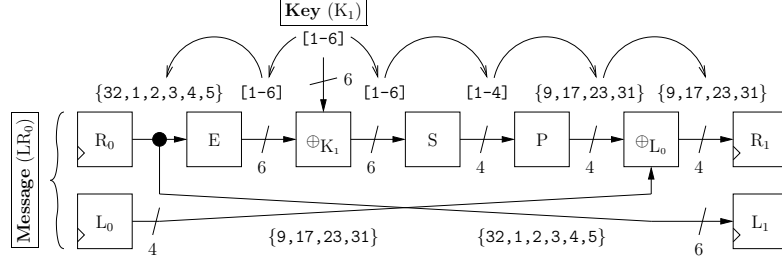 Key (K₁)
[1-6]
6
{32,1,2,3,4,5} [1-6] [1-6] [1-4] {9,17,23,31} {9,17,23,31}
Message (LR₀)
R₀ E ⊕K₁ S P ⊕L₀ R₁
6 6 4 4 4
L₀ L₁
4 6
{9,17,23,31} {32,1,2,3,4,5}